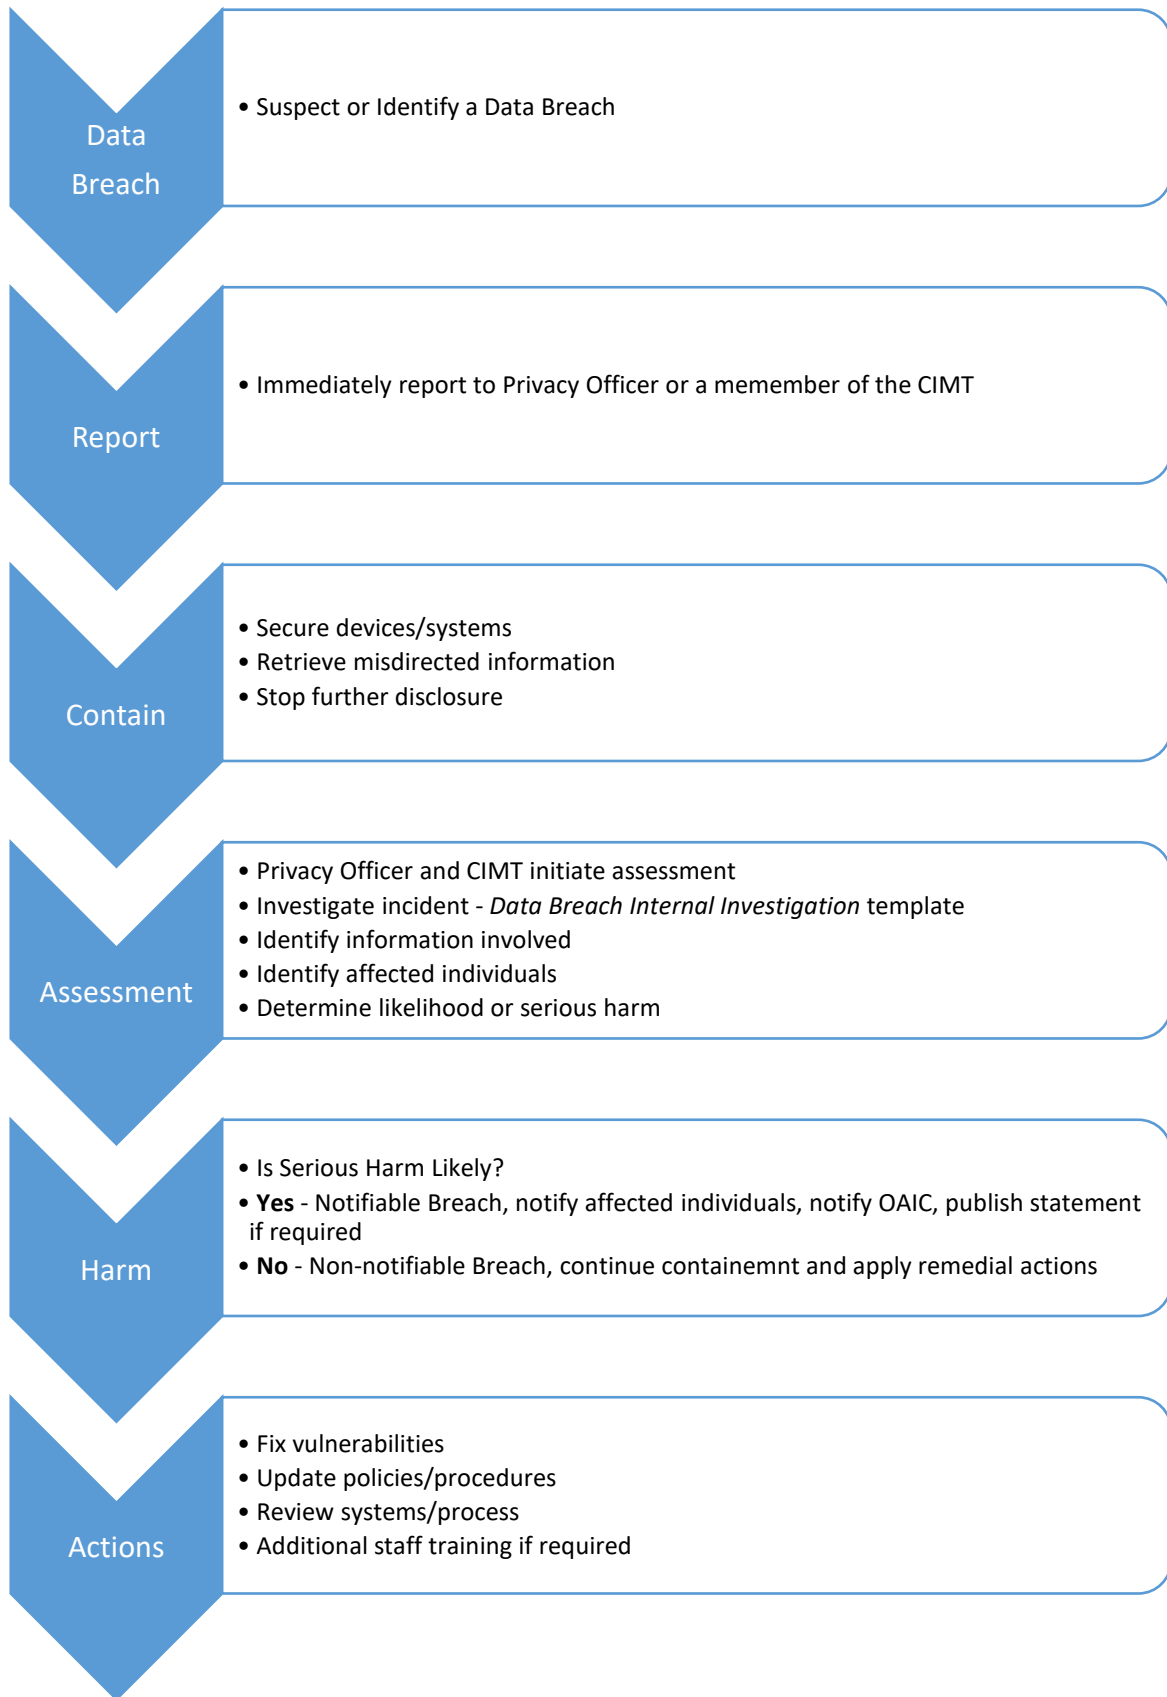 Data
Breach
• Suspect or Identify a Data Breach
Report
• Immediately report to Privacy Officer or a memember of the CIMT
Contain
• Secure devices/systems
• Retrieve misdirected information
• Stop further disclosure
Assessment
• Privacy Officer and CIMT initiate assessment
• Investigate incident - Data Breach Internal Investigation template
• Identify information involved
• Identify affected individuals
• Determine likelihood or serious harm
Harm
• Is Serious Harm Likely?
• Yes - Notifiable Breach, notify affected individuals, notify OAIC, publish statement
if required
• No - Non-notifiable Breach, continue containemnt and apply remedial actions
Actions
• Fix vulnerabilities
• Update policies/procedures
• Review systems/process
• Additional staff training if required